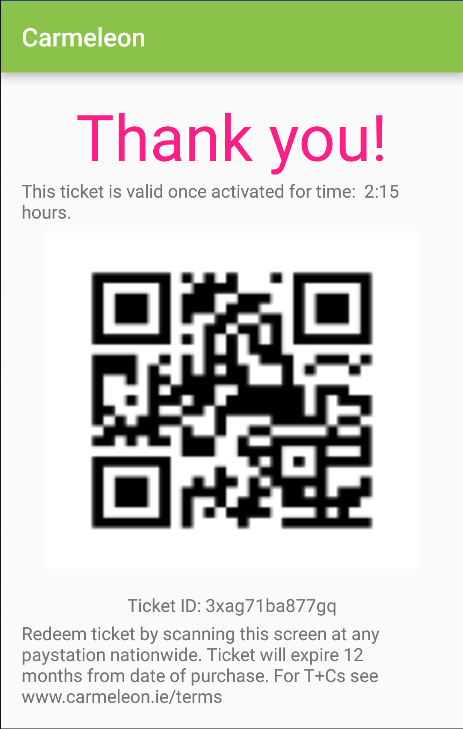 Carmeleon
Thank you!
This ticket is valid once activated for time:  2:15
hours.
Ticket ID: 3xag71ba877gq
Redeem ticket by scanning this screen at any
paystation nationwide. Ticket will expire 12
months from date of purchase. For T+Cs see
www.carmeleon.ie/terms